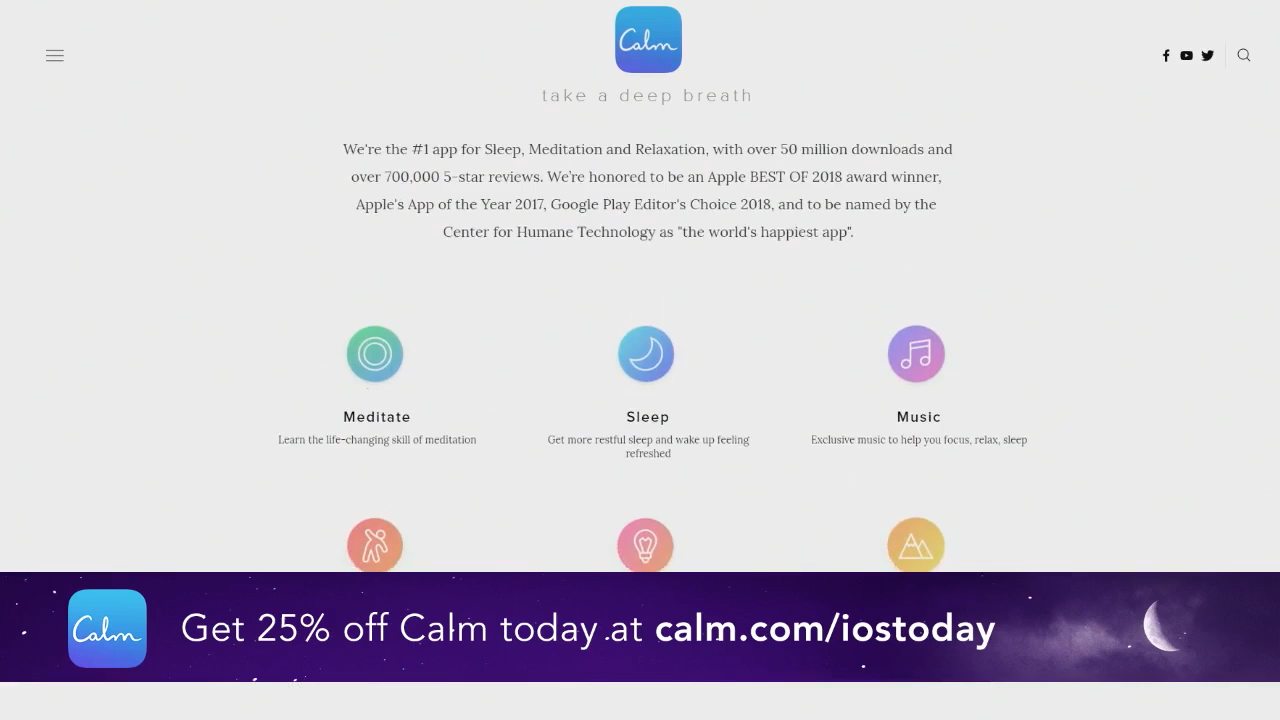 Calm
take a deep breath
We're the #1 app for Sleep, Meditation and Relaxation, with over 50 million downloads and
over 700,000 5-star reviews. We're honored to be an Apple BEST OF 2018 award winner,
Apple's App of the Year 2017, Google Play Editor's Choice 2018, and to be named by the
Center for Humane Technology as "the world's happiest app".
Meditate
Learn the life-changing skill of meditation
Sleep
Get more restful sleep and wake up feeling
refreshed
Music
Exclusive music to help you focus, relax, sleep
Calm
Get 25% off Calm today at calm.com/iostoday